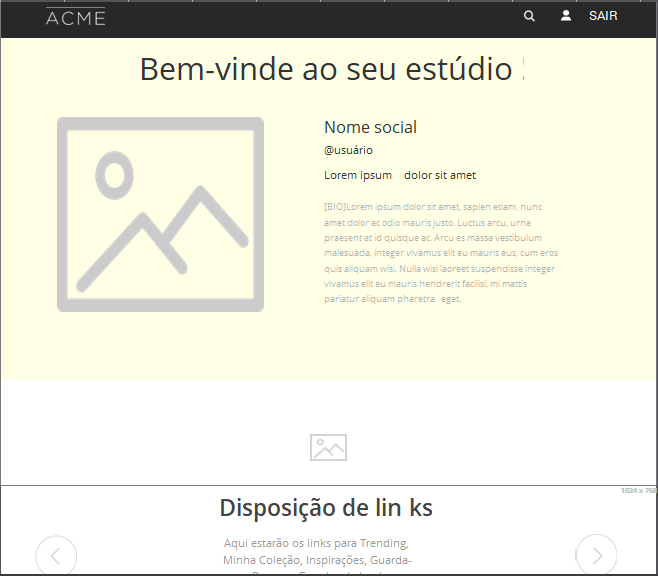 ACME
SAIR
Bem-vinde ao seu estúdio
Nome social
@usuário
Lorem ipsum dolor sit amet
[BIO]Lorem ipsum dolor sit amet, sapien etiam, nunc
amet dolor ac odio mauris justo. Luctus arcu, urna
praesent at id quisque ac. Arcu es massa vestibulum
malesuada, integer vivamus elit eu mauris eus, cum eros
quis aliquam wisi. Nulla wisi laoreet suspendisse integer
vivamus elit eu mauris hendrerit facilisi, mi mattis
pariatur aliquam pharetra eget.
1024 x 768
Disposição de lin ks
Aqui estarão os links para Trending,
Minha Coleção, Inspirações, Guarda-